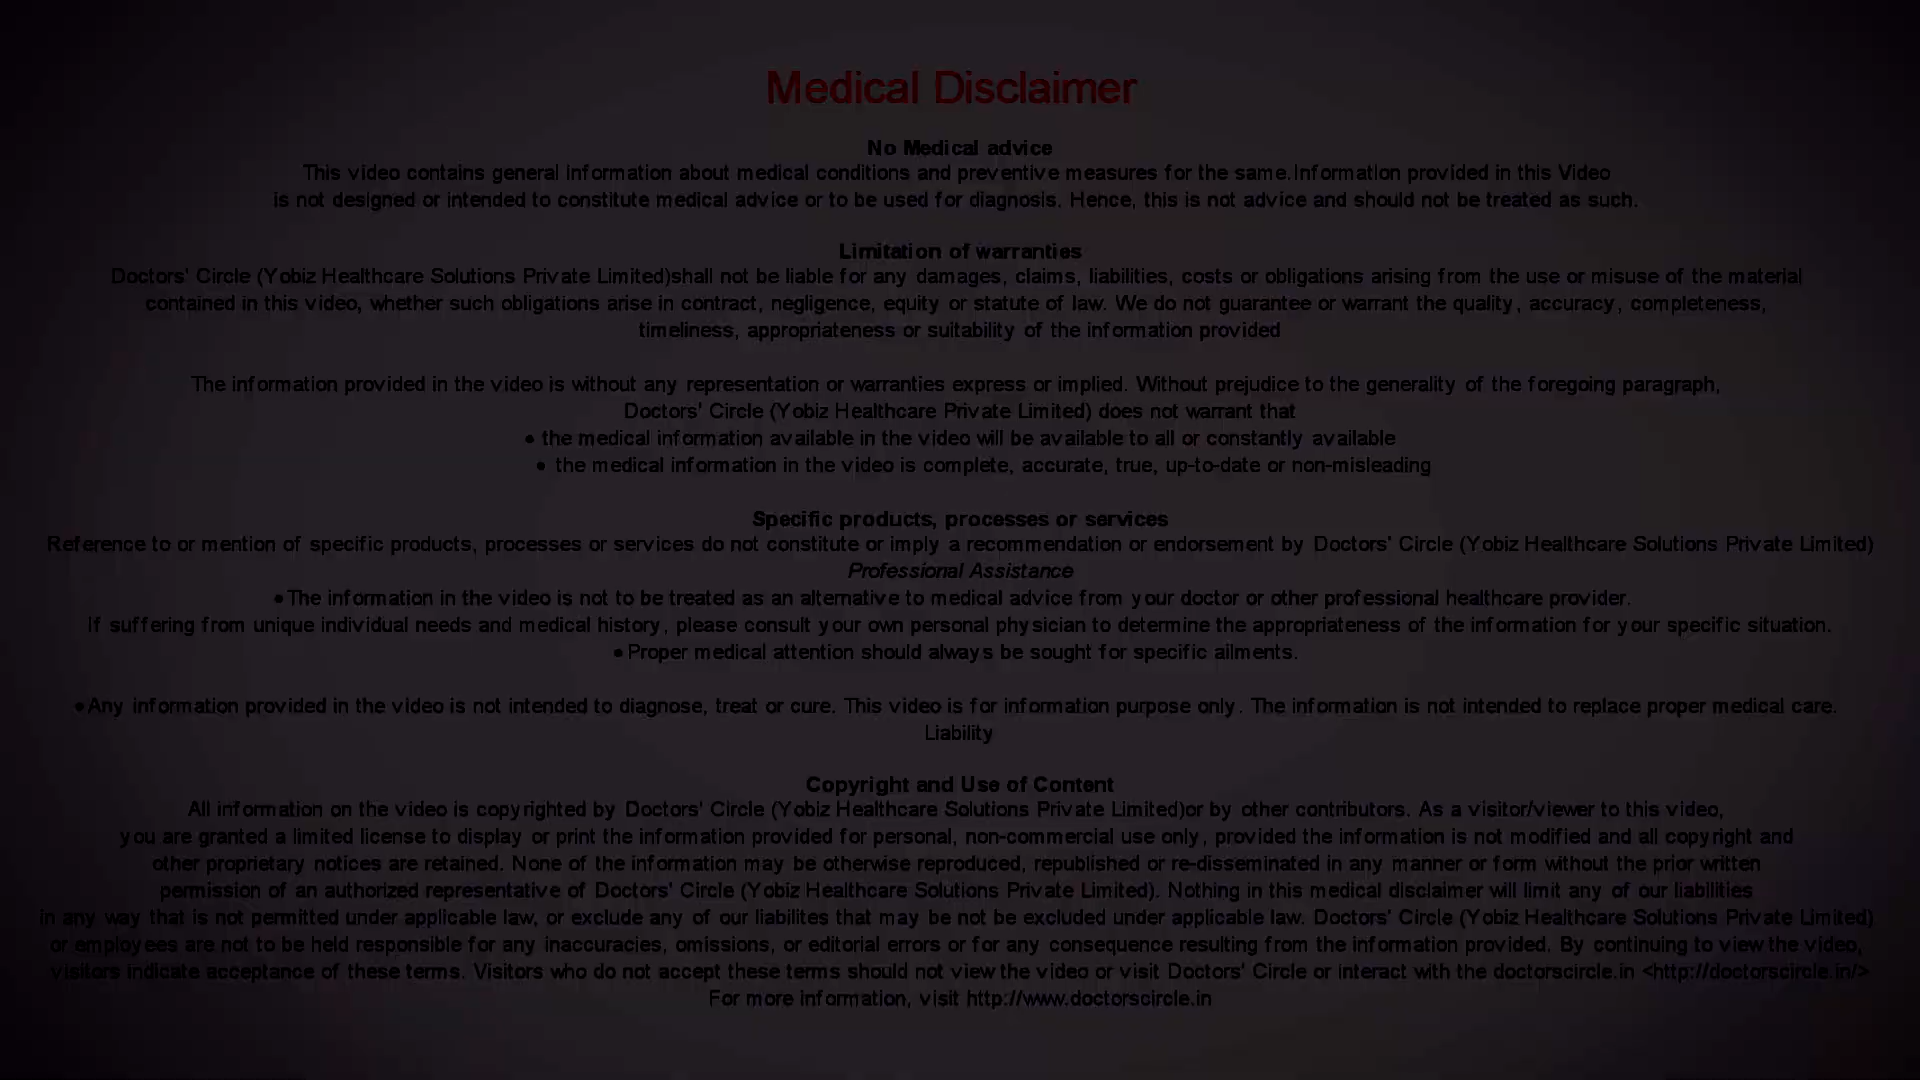 Medical Disclaimer
No Medical advice
This video contains general Information about medical conditions and preventive measures for the same.Information provided in this Video
is not designed or intended to constitute medical advice or to be used for diagnosis. Hence, this is not advice and should not be treated as such.
Limitation of warranties
Doctors' Circle (Yobiz Healthcare Solutions Private Limited)shall not be liable for any damages, claims, liabilities, costs or obligations arising from the use or misuse of the material
contained in this video, whether such obligations arise in contract, negligence, equity or statute of law. We do not guarantee or warrant the quality, accuracy, completeness,
timeliness, appropriateness or suitability of the information provided
The information provided in the video is without any representation or warranties express or implied. Without prejudice to the generality of the foregoing paragraph,
Doctors' Circle (Yobiz Healthcare Private Limited) does not warrant that
• the medical information available in the video will be available to all or constantly available
• the medical information in the video is complete, accurate, true, up-to-date or non-misleading
Specific products, processes or services
Reference to or mention of specific products, processes or services do not constitute or imply a recommendation or endorsement by Doctors' Circle (Yobiz Healthcare Solutions Private Limited)
Professional Assistance
•The information in the video is not to be treated as an alternative to medical advice from your doctor or other professional healthcare provider.
If suffering from unique individual needs and medical history, please consult your own personal physician to determine the appropriateness of the information for your specific situation.
•Proper medical attention should always be sought for specific ailments.
•Any information provided in the video is not intended to diagnose, treat or cure. This video is for information purpose only. The information is not intended to replace proper medical care.
Liability
Copyright and Use of Content
All information on the video is copyrighted by Doctors' Circle (Yobiz Healthcare Solutions Private Limited)or by other contributors. As a visitor/viewer to this video,
you are granted a limited license to display or print the information provided for personal, non-commercial use only, provided the information is not modified and all copyright and
other proprietary notices are retained. None of the information may be otherwise reproduced, republished or re-disseminated in any manner or form without the prior written
permission of an authorized representative of Doctors' Circle (Yobiz Healthcare Solutions Private Limited). Nothing in this medical disclaimer will limit any of our liabilities
in any way that is not permitted under applicable law, or exclude any of our liabilites that may be not be excluded under applicable law. Doctors' Circle (Yobiz Healthcare Solutions Private Limited)
or employees are not to be held responsible for any inaccuracies, omissions, or editorial errors or for any consequence resulting from the information provided. By continuing to view the video,
visitors indicate acceptance of these terms. Visitors who do not accept these terms should not view the video or visit Doctors' Circle or interact with the doctorscircle.in <http://doctorscircle.in/>
For more information, visit http://www.doctorscircle.in